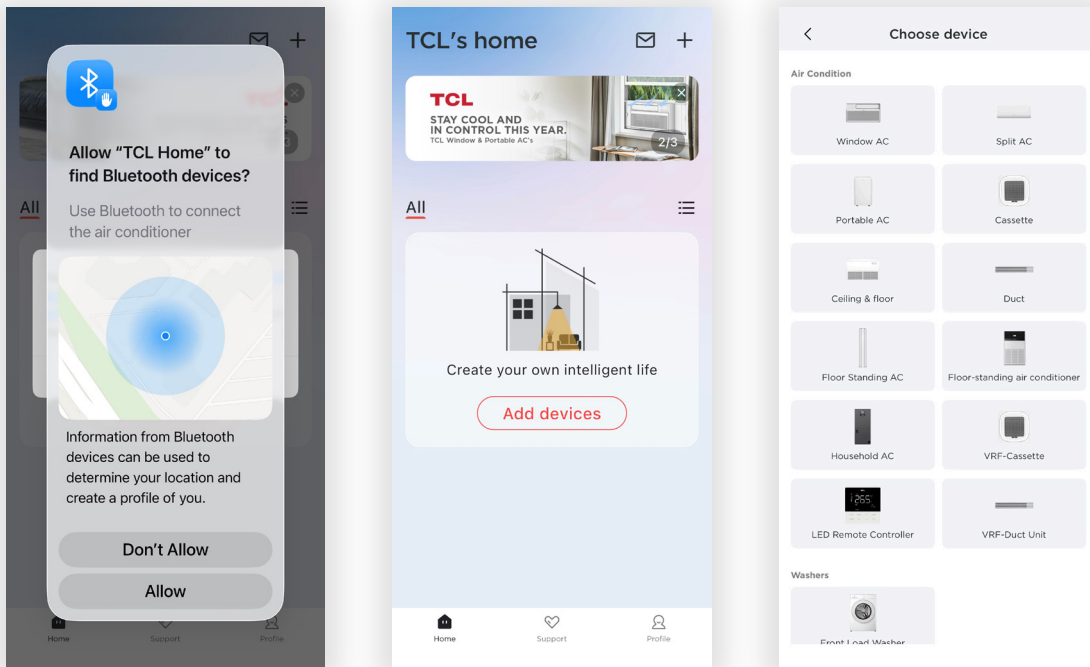 Allow “TCL Home” to
find Bluetooth devices?
Use Bluetooth to connect
the air conditioner
Information from Bluetooth
devices can be used to
determine your location and
create a profile of you.
Don’t Allow
Allow
All
Home
Support
Profile
TCL’s home
TCL
STAY COOL AND
IN CONTROL THIS YEAR.
TCL Window & Portable AC's
2/3
All
Create your own intelligent life
Add devices
Home
Support
Profile
Choose device
Air Condition
Window AC
Split AC
Portable AC
Cassette
Ceiling & floor
Duct
Floor Standing AC
Floor-standing air conditioner
Household AC
VRF-Cassette
LED Remote Controller
VRF-Duct Unit
Washers
Front Load Washer